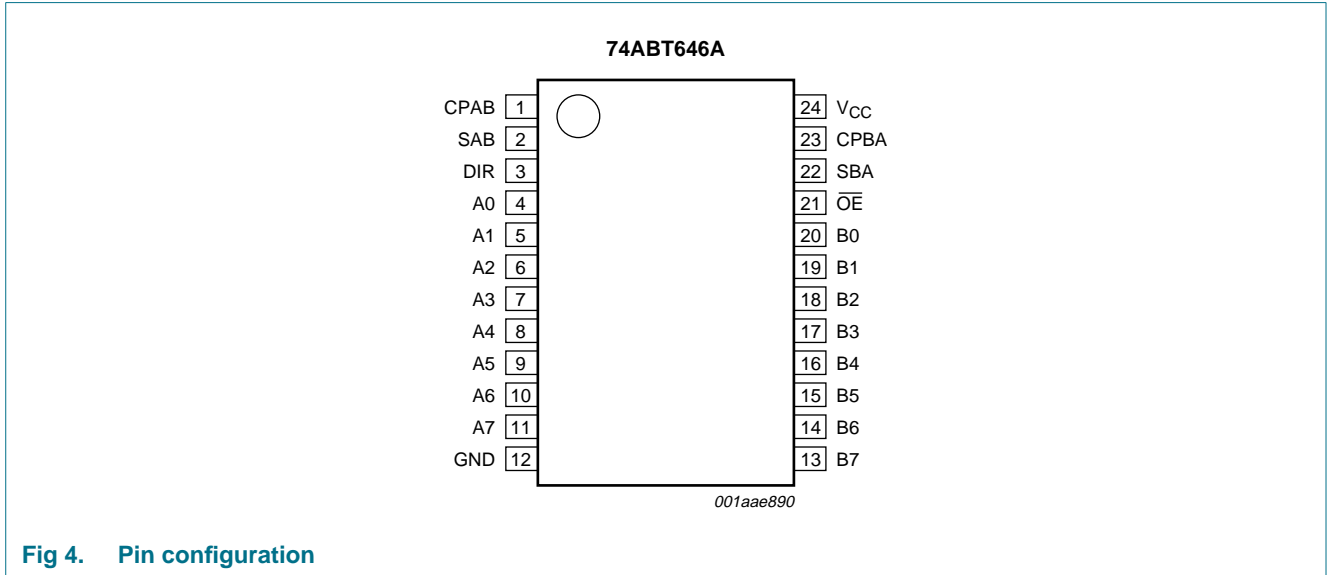 74ABT646A
CPAB 1 24 VCC
SAB 2 23 CPBA
DIR 3 22 SBA
A0 4 21 O̅E̅
A1 5 20 B0
A2 6 19 B1
A3 7 18 B2
A4 8 17 B3
A5 9 16 B4
A6 10 15 B5
A7 11 14 B6
GND 12 13 B7
001aae890
Fig 4. Pin configuration